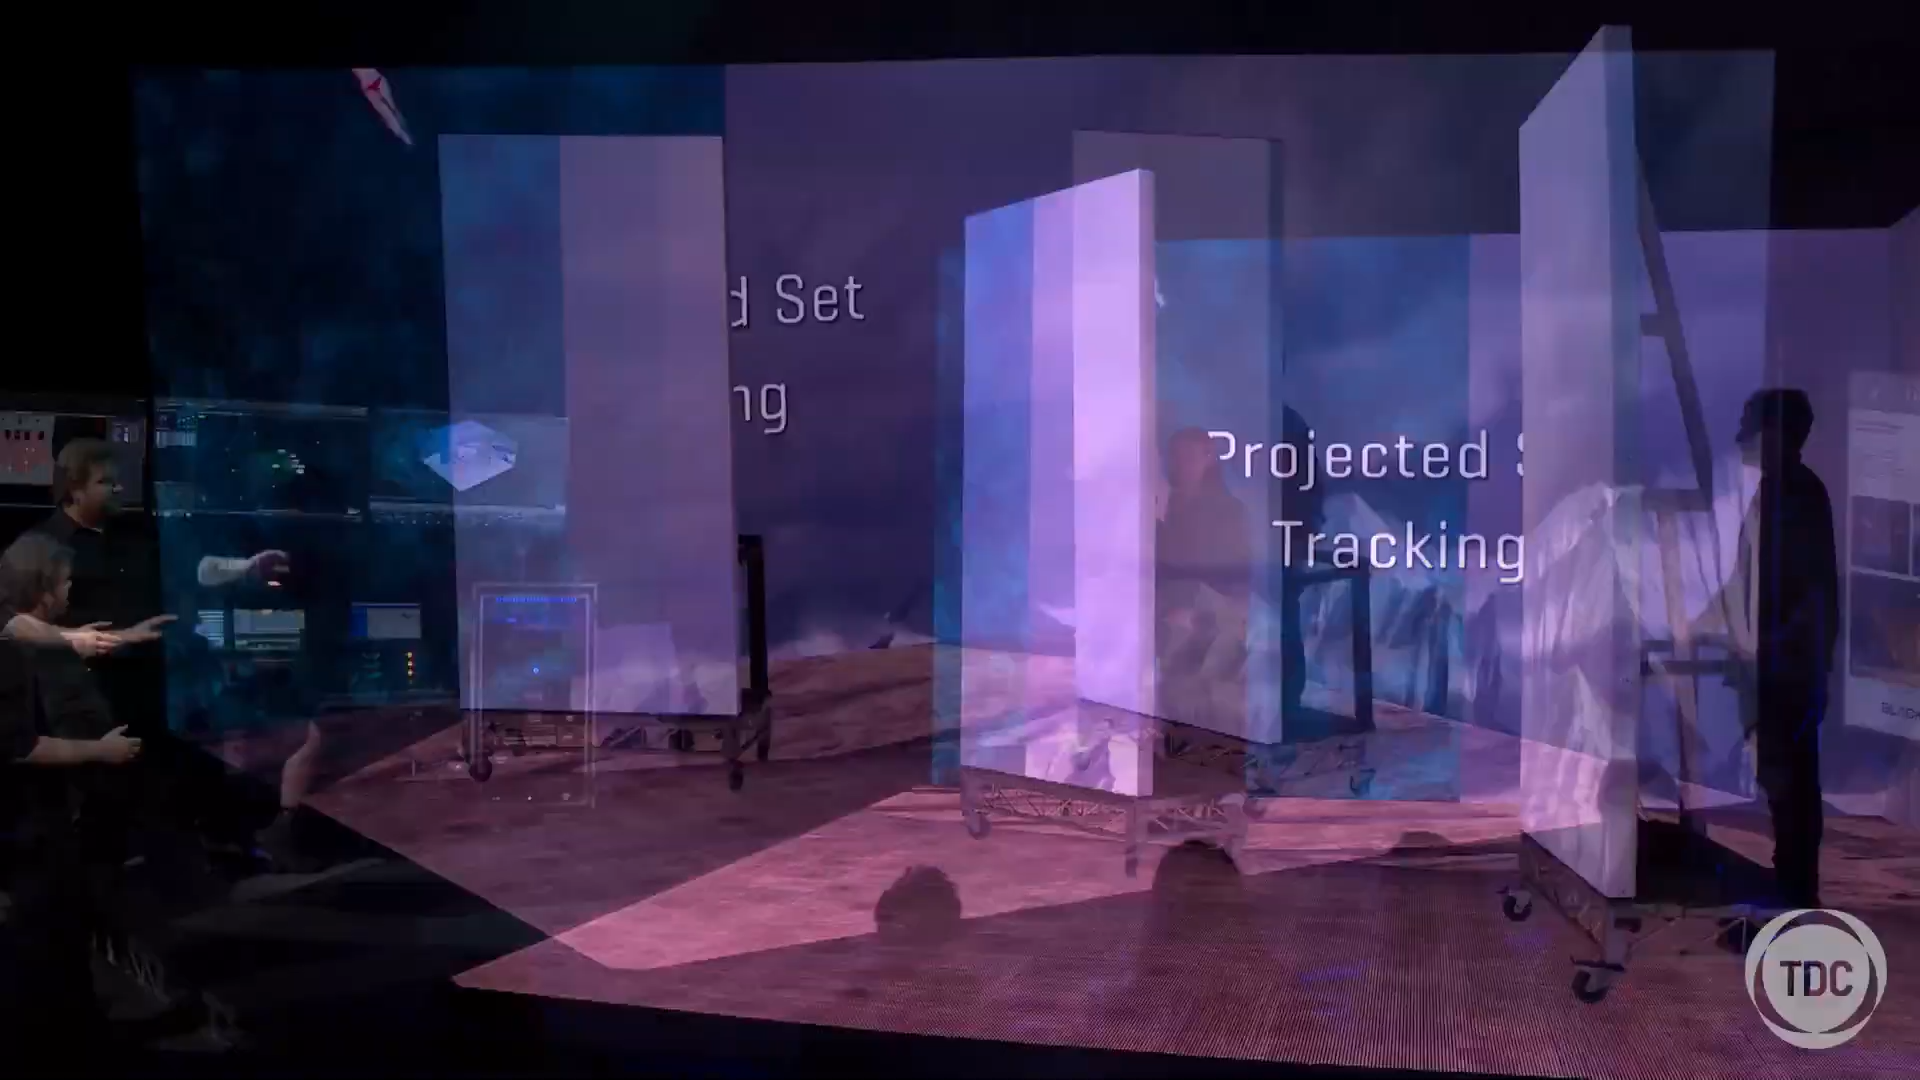 d Set
ng
Projected S
Tracking
TDC